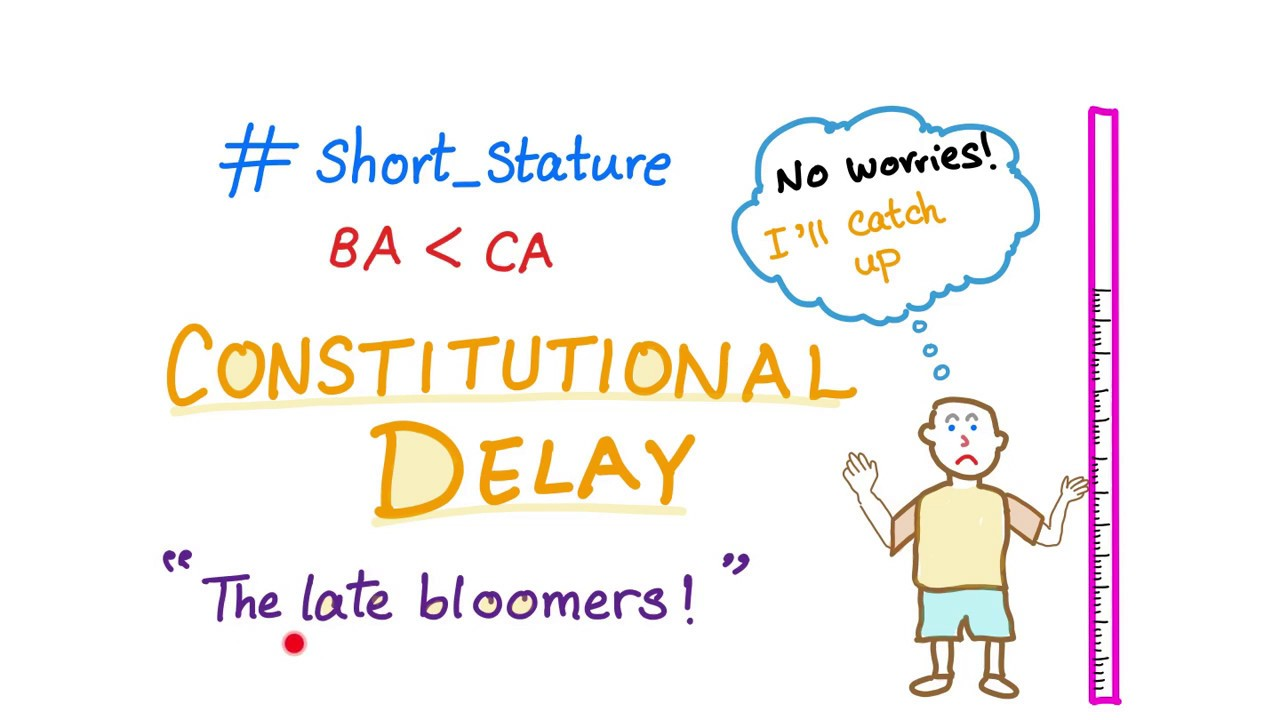 # Short_Stature
BA < CA
CONSTITUTIONAL
DELAY
“The late bloomers!”
No worries!
I'll catch
up